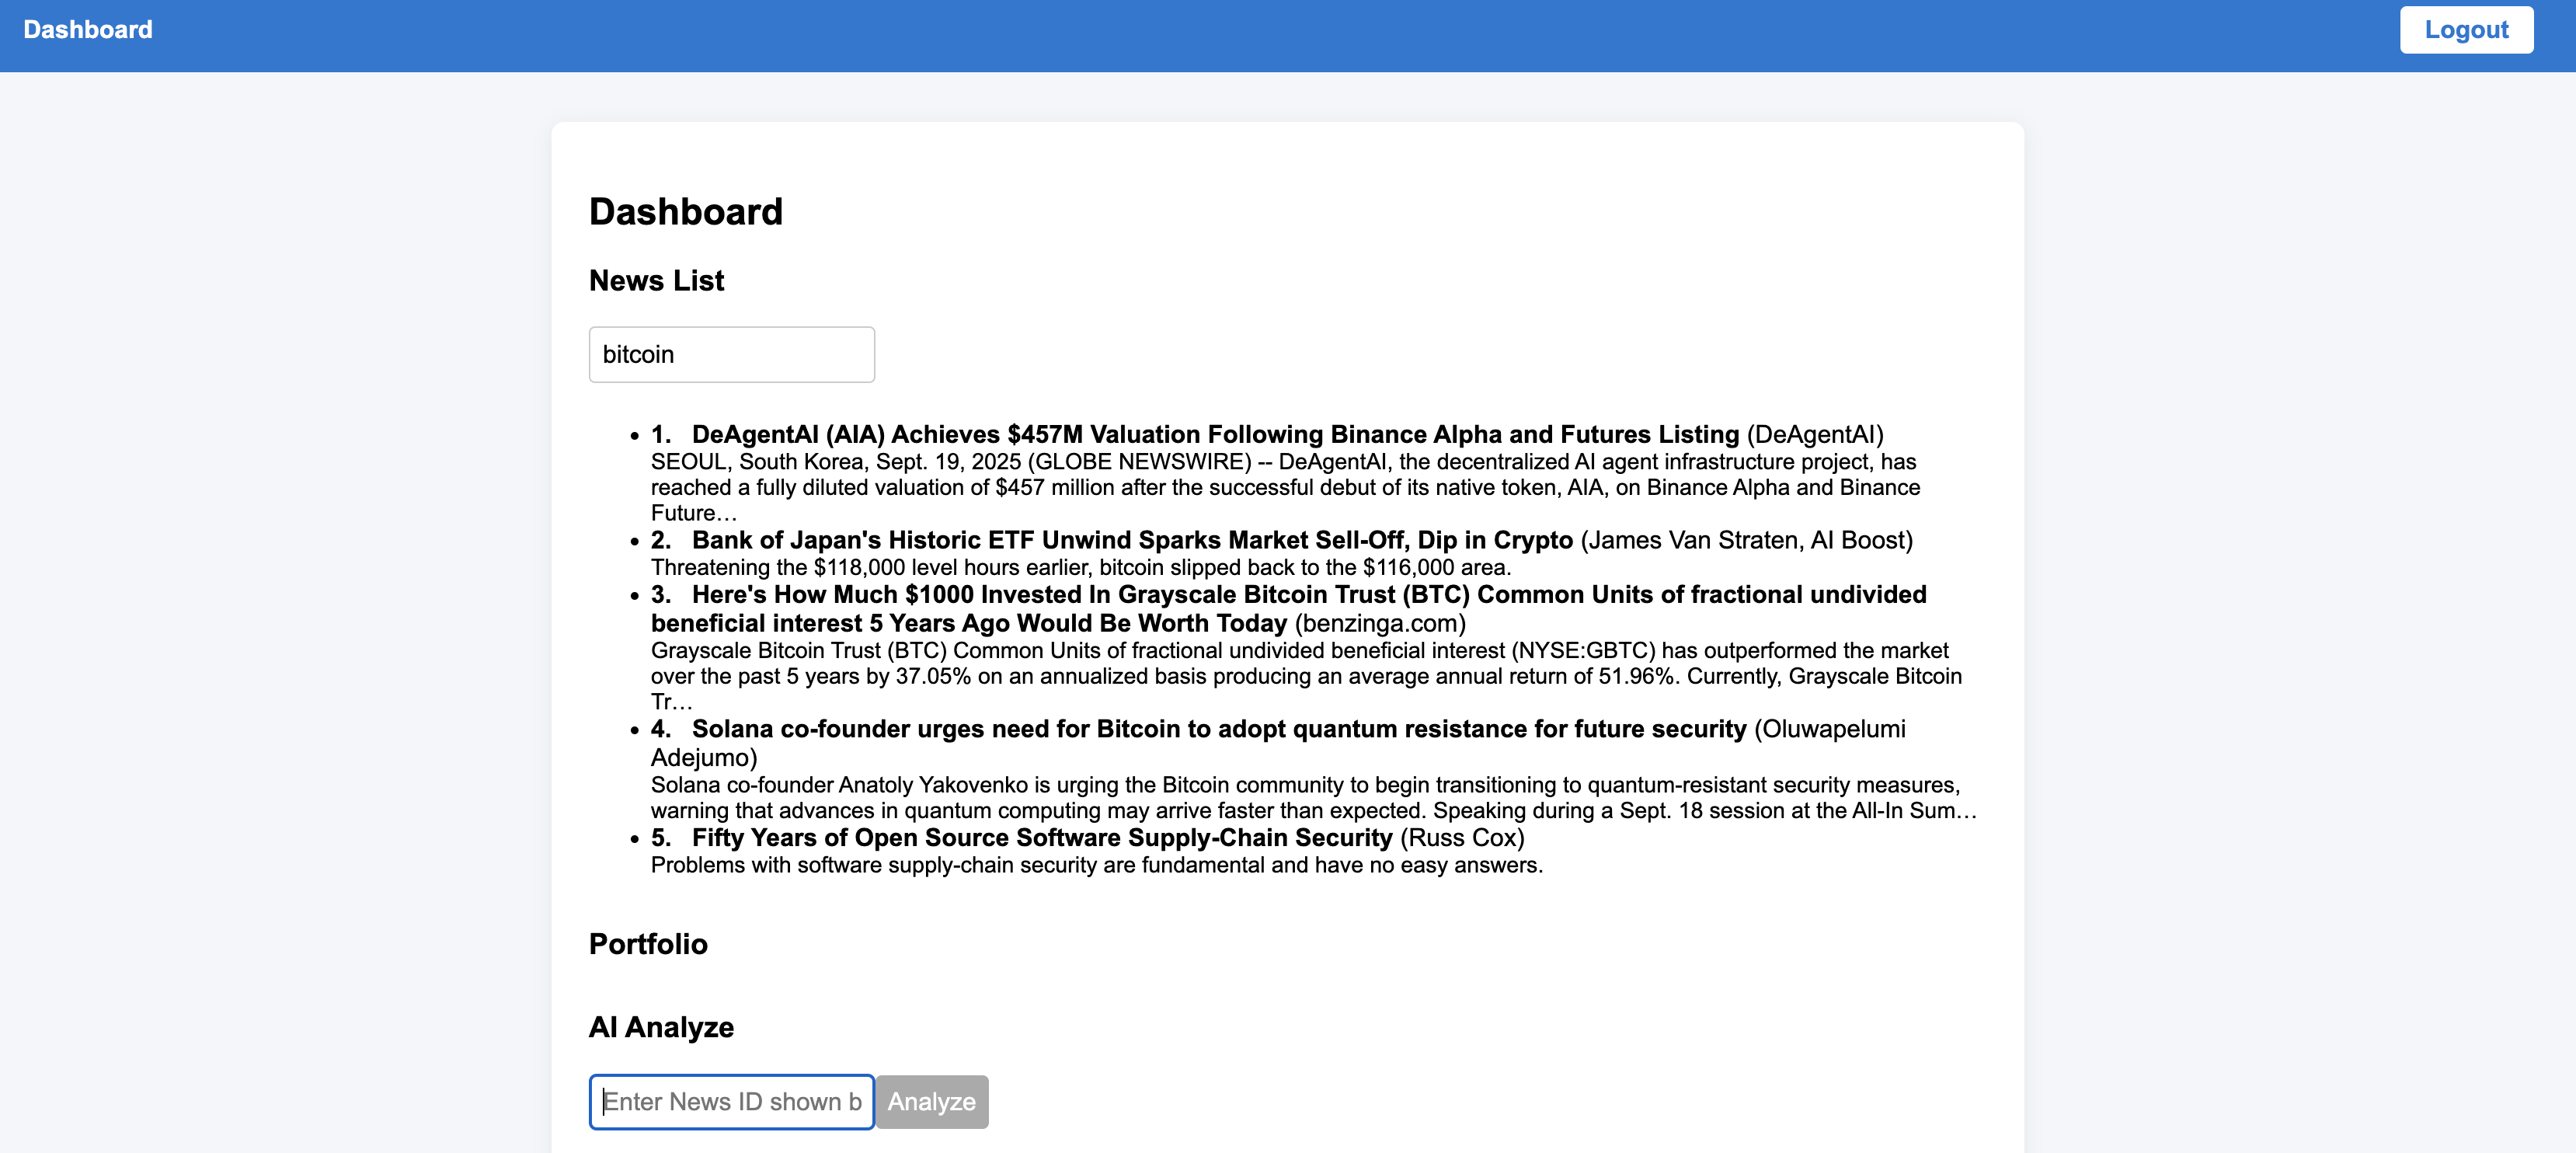 Dashboard
Logout
Dashboard
News List
bitcoin
• 1. DeAgentAI (AIA) Achieves $457M Valuation Following Binance Alpha and Futures Listing (DeAgentAI)
SEOUL, South Korea, Sept. 19, 2025 (GLOBE NEWSWIRE) -- DeAgentAI, the decentralized AI agent infrastructure project, has
reached a fully diluted valuation of $457 million after the successful debut of its native token, AIA, on Binance Alpha and Binance
Future…
• 2. Bank of Japan's Historic ETF Unwind Sparks Market Sell-Off, Dip in Crypto (James Van Straten, AI Boost)
Threatening the $118,000 level hours earlier, bitcoin slipped back to the $116,000 area.
• 3. Here's How Much $1000 Invested In Grayscale Bitcoin Trust (BTC) Common Units of fractional undivided
beneficial interest 5 Years Ago Would Be Worth Today (benzinga.com)
Grayscale Bitcoin Trust (BTC) Common Units of fractional undivided beneficial interest (NYSE:GBTC) has outperformed the market
over the past 5 years by 37.05% on an annualized basis producing an average annual return of 51.96%. Currently, Grayscale Bitcoin
Tr…
• 4. Solana co-founder urges need for Bitcoin to adopt quantum resistance for future security (Oluwapelumi
Adejumo)
Solana co-founder Anatoly Yakovenko is urging the Bitcoin community to begin transitioning to quantum-resistant security measures,
warning that advances in quantum computing may arrive faster than expected. Speaking during a Sept. 18 session at the All-In Sum…
• 5. Fifty Years of Open Source Software Supply-Chain Security (Russ Cox)
Problems with software supply-chain security are fundamental and have no easy answers.
Portfolio
AI Analyze
Enter News ID shown b
Analyze